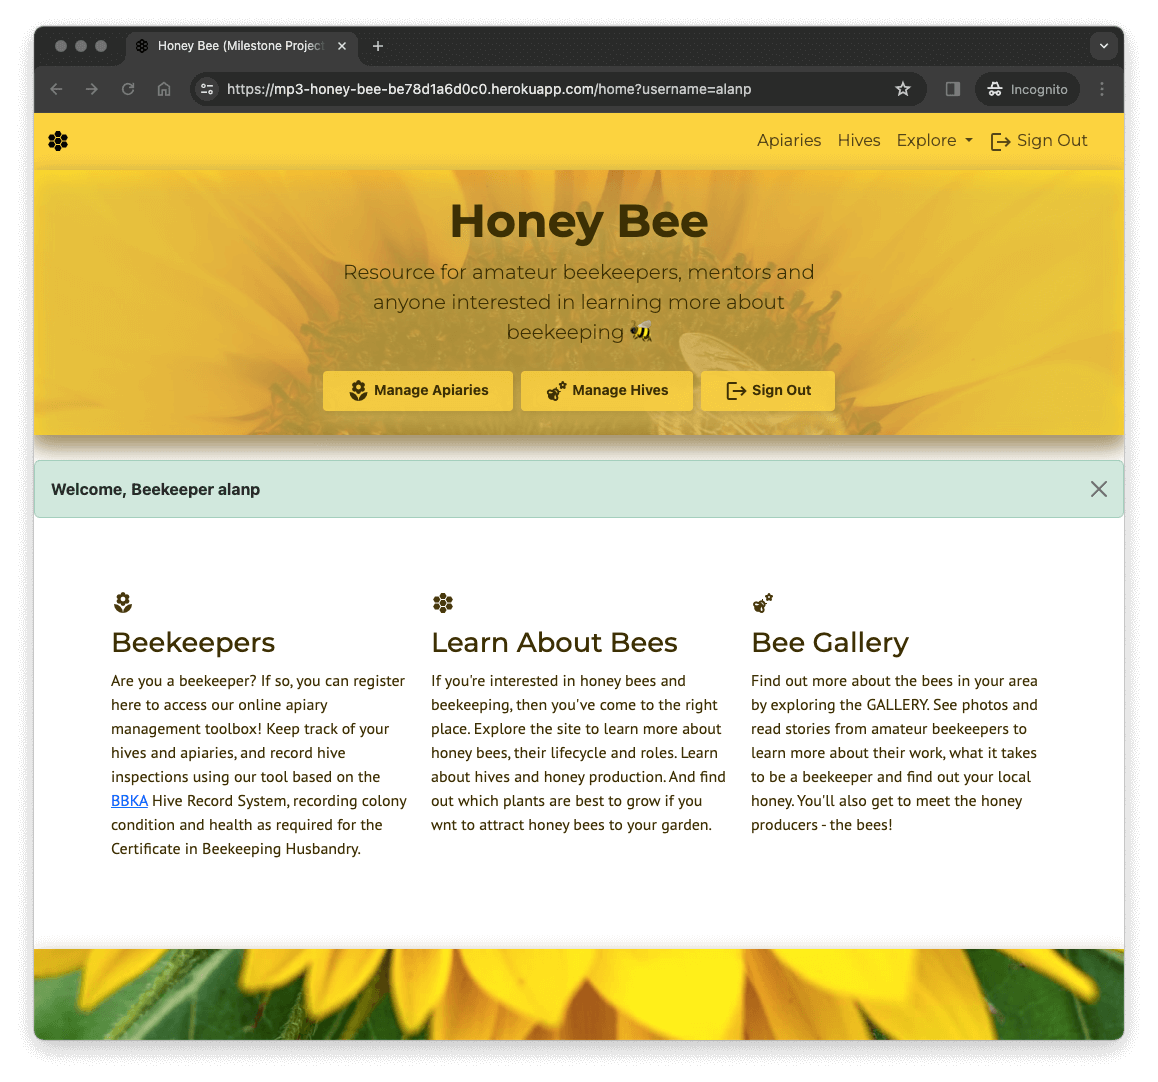 Honey Bee (Milestone Project
https://mp3-honey-bee-be78d1a6d0c0.herokuapp.com/home?username=alanp
Incognito
Apiaries Hives Explore Sign Out
Honey Bee
Resource for amateur beekeepers, mentors and
anyone interested in learning more about
beekeeping 🐝
Manage Apiaries Manage Hives Sign Out
Welcome, Beekeeper alanp
Beekeepers
Are you a beekeeper? If so, you can register
here to access our online apiary
management toolbox! Keep track of your
hives and apiaries, and record hive
inspections using our tool based on the
BBKA Hive Record System, recording colony
condition and health as required for the
Certificate in Beekeeping Husbandry.
Learn About Bees
If you're interested in honey bees and
beekeeping, then you've come to the right
place. Explore the site to learn more about
honey bees, their lifecycle and roles. Learn
about hives and honey production. And find
out which plants are best to grow if you
wnt to attract honey bees to your garden.
Bee Gallery
Find out more about the bees in your area
by exploring the GALLERY. See photos and
read stories from amateur beekeepers to
learn more about their work, what it takes
to be a beekeeper and find out your local
honey. You'll also get to meet the honey
producers - the bees!